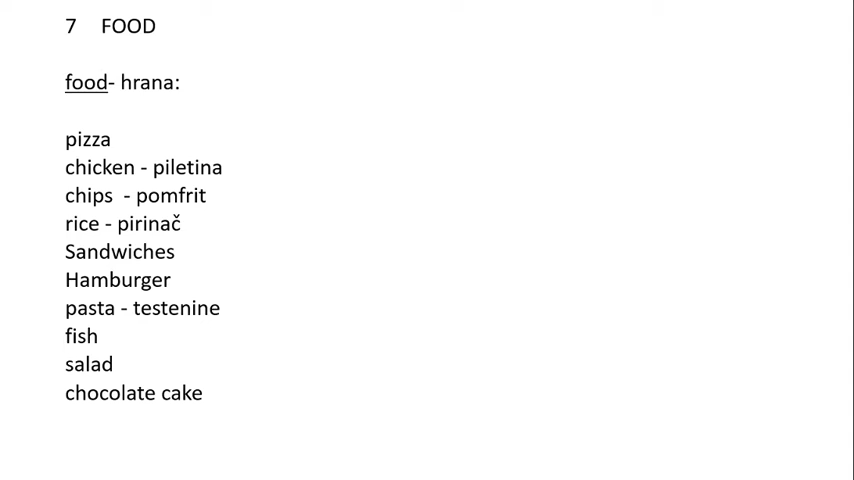 7 FOOD
food- hrana:
pizza
chicken - piletina
chips - pomfrit
rice - pirinač
Sandwiches
Hamburger
pasta - testenine
fish
salad
chocolate cake